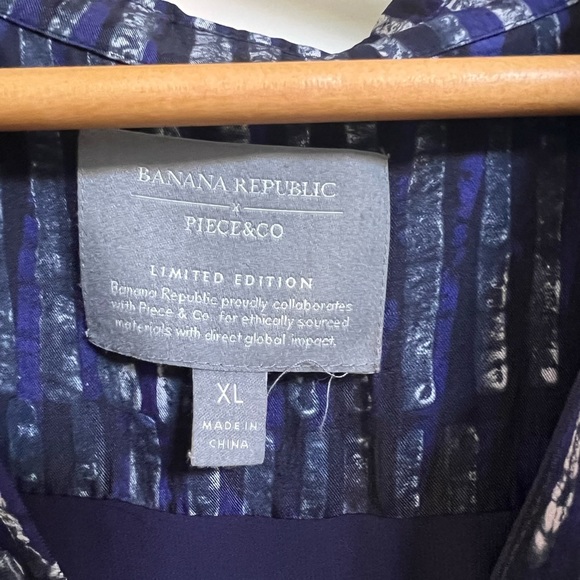 BANANA REPUBLIC
X
PIECE&CO
LIMITED EDITION
Banana Republic proudly collaborates
with Piece & Co. for ethically sourced
materials with direct global impact.
XL
MADE IN
CHINA